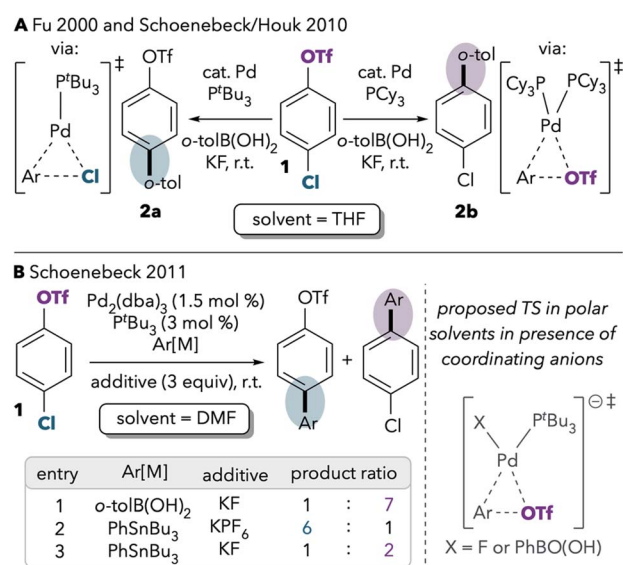 A Fu 2000 and Schoenebeck/Houk 2010
via:
PᵗBu₃
Pd
Ar
Cl
‡
OTf
o-tol
2a
cat. Pd
PᵗBu₃
o-tolB(OH)₂
KF, r.t.
OTf
1
Cl
cat. Pd
PCy₃
o-tolB(OH)₂
KF, r.t.
o-tol
Cl
2b
via:
Cy₃P
PCy₃
Pd
Ar
OTf
‡
solvent = THF
B Schoenebeck 2011
OTf
1
Cl
Pd₂(dba)₃ (1.5 mol %)
PᵗBu₃ (3 mol %)
Ar[M]
additive (3 equiv), r.t.
solvent = DMF
OTf
Ar
+
Ar
Cl
entry Ar[M] additive product ratio
1 o-tolB(OH)₂ KF 1 : 7
2 PhSnBu₃ KPF₆ 6 : 1
3 PhSnBu₃ KF 1 : 2
proposed TS in polar
solvents in presence of
coordinating anions
X
PᵗBu₃
Pd
Ar
OTf
⊖‡
X = F or PhBO(OH)